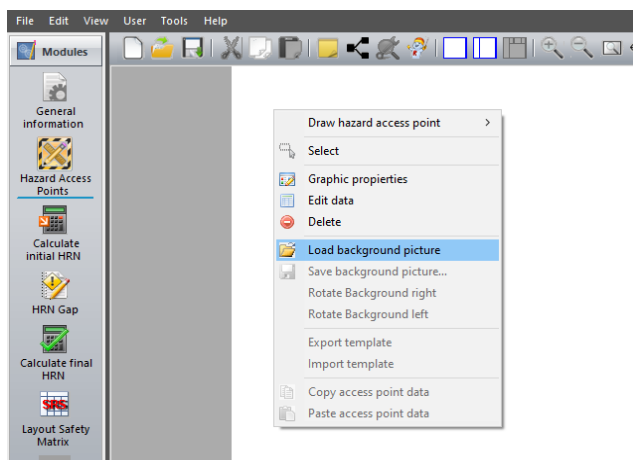 File Edit View User Tools Help
Modules
General
information
Hazard Access
Points
Calculate
initial HRN
HRN Gap
Calculate final
HRN
SRS
Layout Safety
Matrix
Draw hazard access point >
Select
Graphic propierties
Edit data
Delete
Load background picture
Save background picture...
Rotate Background right
Rotate Background left
Export template
Import template
Copy access point data
Paste access point data